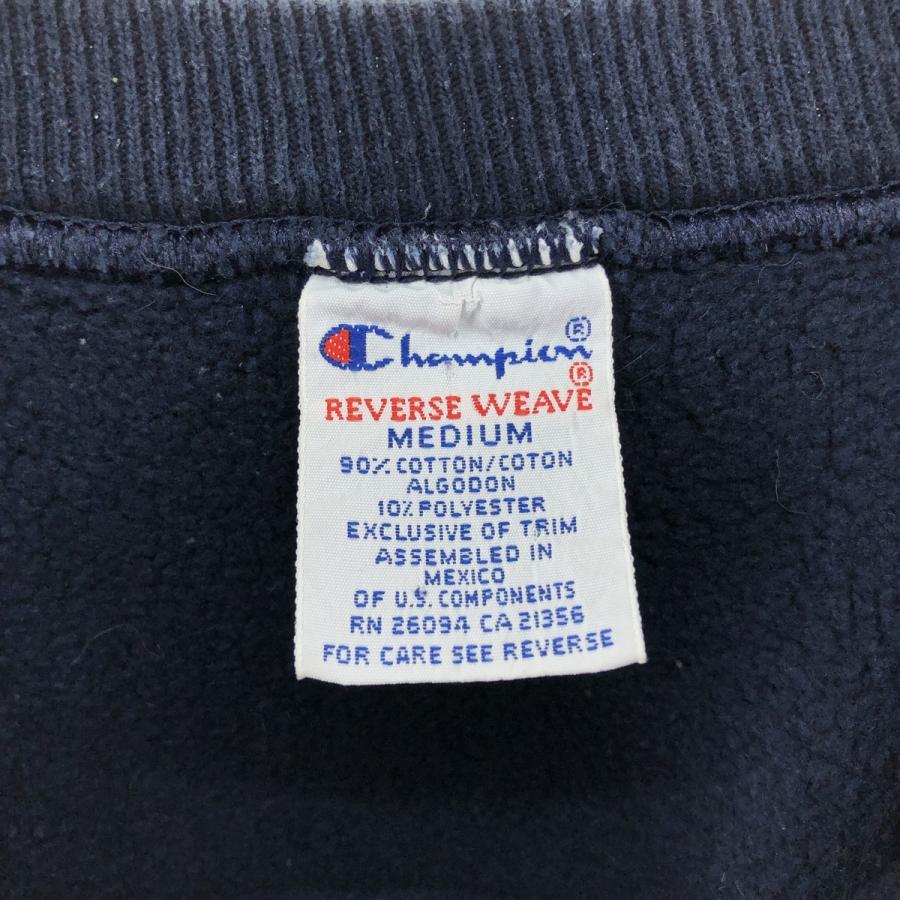 Champion®
REVERSE WEAVE®
MEDIUM
90% COTTON/COTON
ALGODON
10% POLYESTER
EXCLUSIVE OF TRIM
ASSEMBLED IN
MEXICO
OF U.S. COMPONENTS
RN 26094 CA 21356
FOR CARE SEE REVERSE